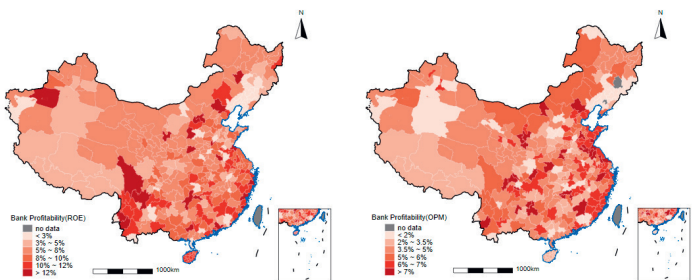 N
Bank Profitability(ROE)
no data
< 3%
3% ~ 5%
5% ~ 8%
8% ~ 10%
10% ~ 12%
> 12%
1000km
N
Bank Profitability(OPM)
no data
< 2%
2% ~ 3.5%
3.5% ~ 5%
5% ~ 6%
6% ~ 7%
> 7%
1000km